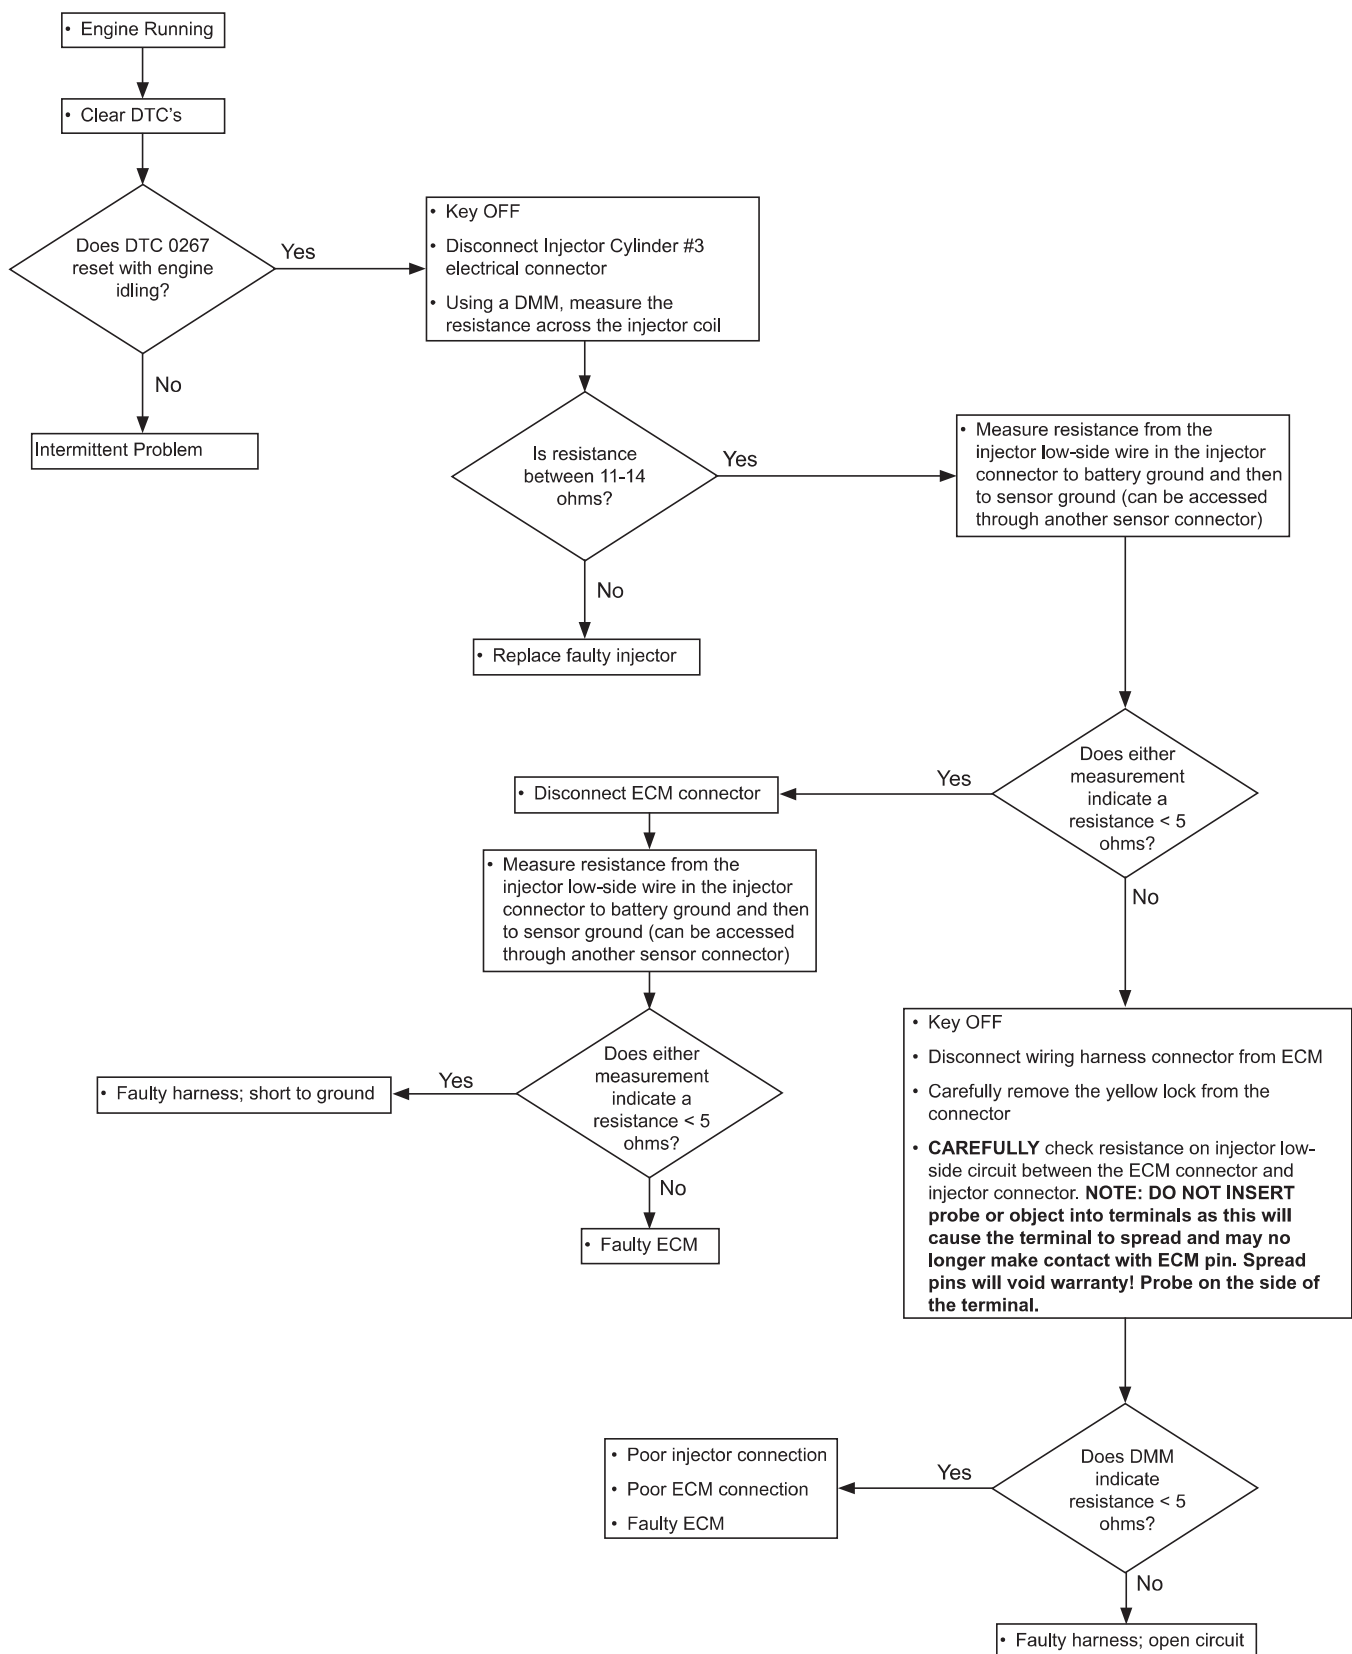 • Engine Running
• Clear DTC's
Does DTC 0267
reset with engine
idling?
Yes
No
Intermittent Problem
• Key OFF
• Disconnect Injector Cylinder #3
electrical connector
• Using a DMM, measure the
resistance across the injector coil
Is resistance
between 11-14
ohms?
Yes
No
• Replace faulty injector
• Measure resistance from the
injector low-side wire in the injector
connector to battery ground and then
to sensor ground (can be accessed
through another sensor connector)
Does either
measurement
indicate a
resistance < 5
ohms?
Yes
No
• Disconnect ECM connector
• Measure resistance from the
injector low-side wire in the injector
connector to battery ground and then
to sensor ground (can be accessed
through another sensor connector)
Does either
measurement
indicate a
resistance < 5
ohms?
Yes
No
• Faulty harness; short to ground
• Faulty ECM
• Key OFF
• Disconnect wiring harness connector from ECM
• Carefully remove the yellow lock from the
connector
• CAREFULLY check resistance on injector low-
side circuit between the ECM connector and
injector connector. NOTE: DO NOT INSERT
probe or object into terminals as this will
cause the terminal to spread and may no
longer make contact with ECM pin. Spread
pins will void warranty! Probe on the side of
the terminal.
Does DMM
indicate
resistance < 5
ohms?
Yes
No
• Poor injector connection
• Poor ECM connection
• Faulty ECM
• Faulty harness; open circuit